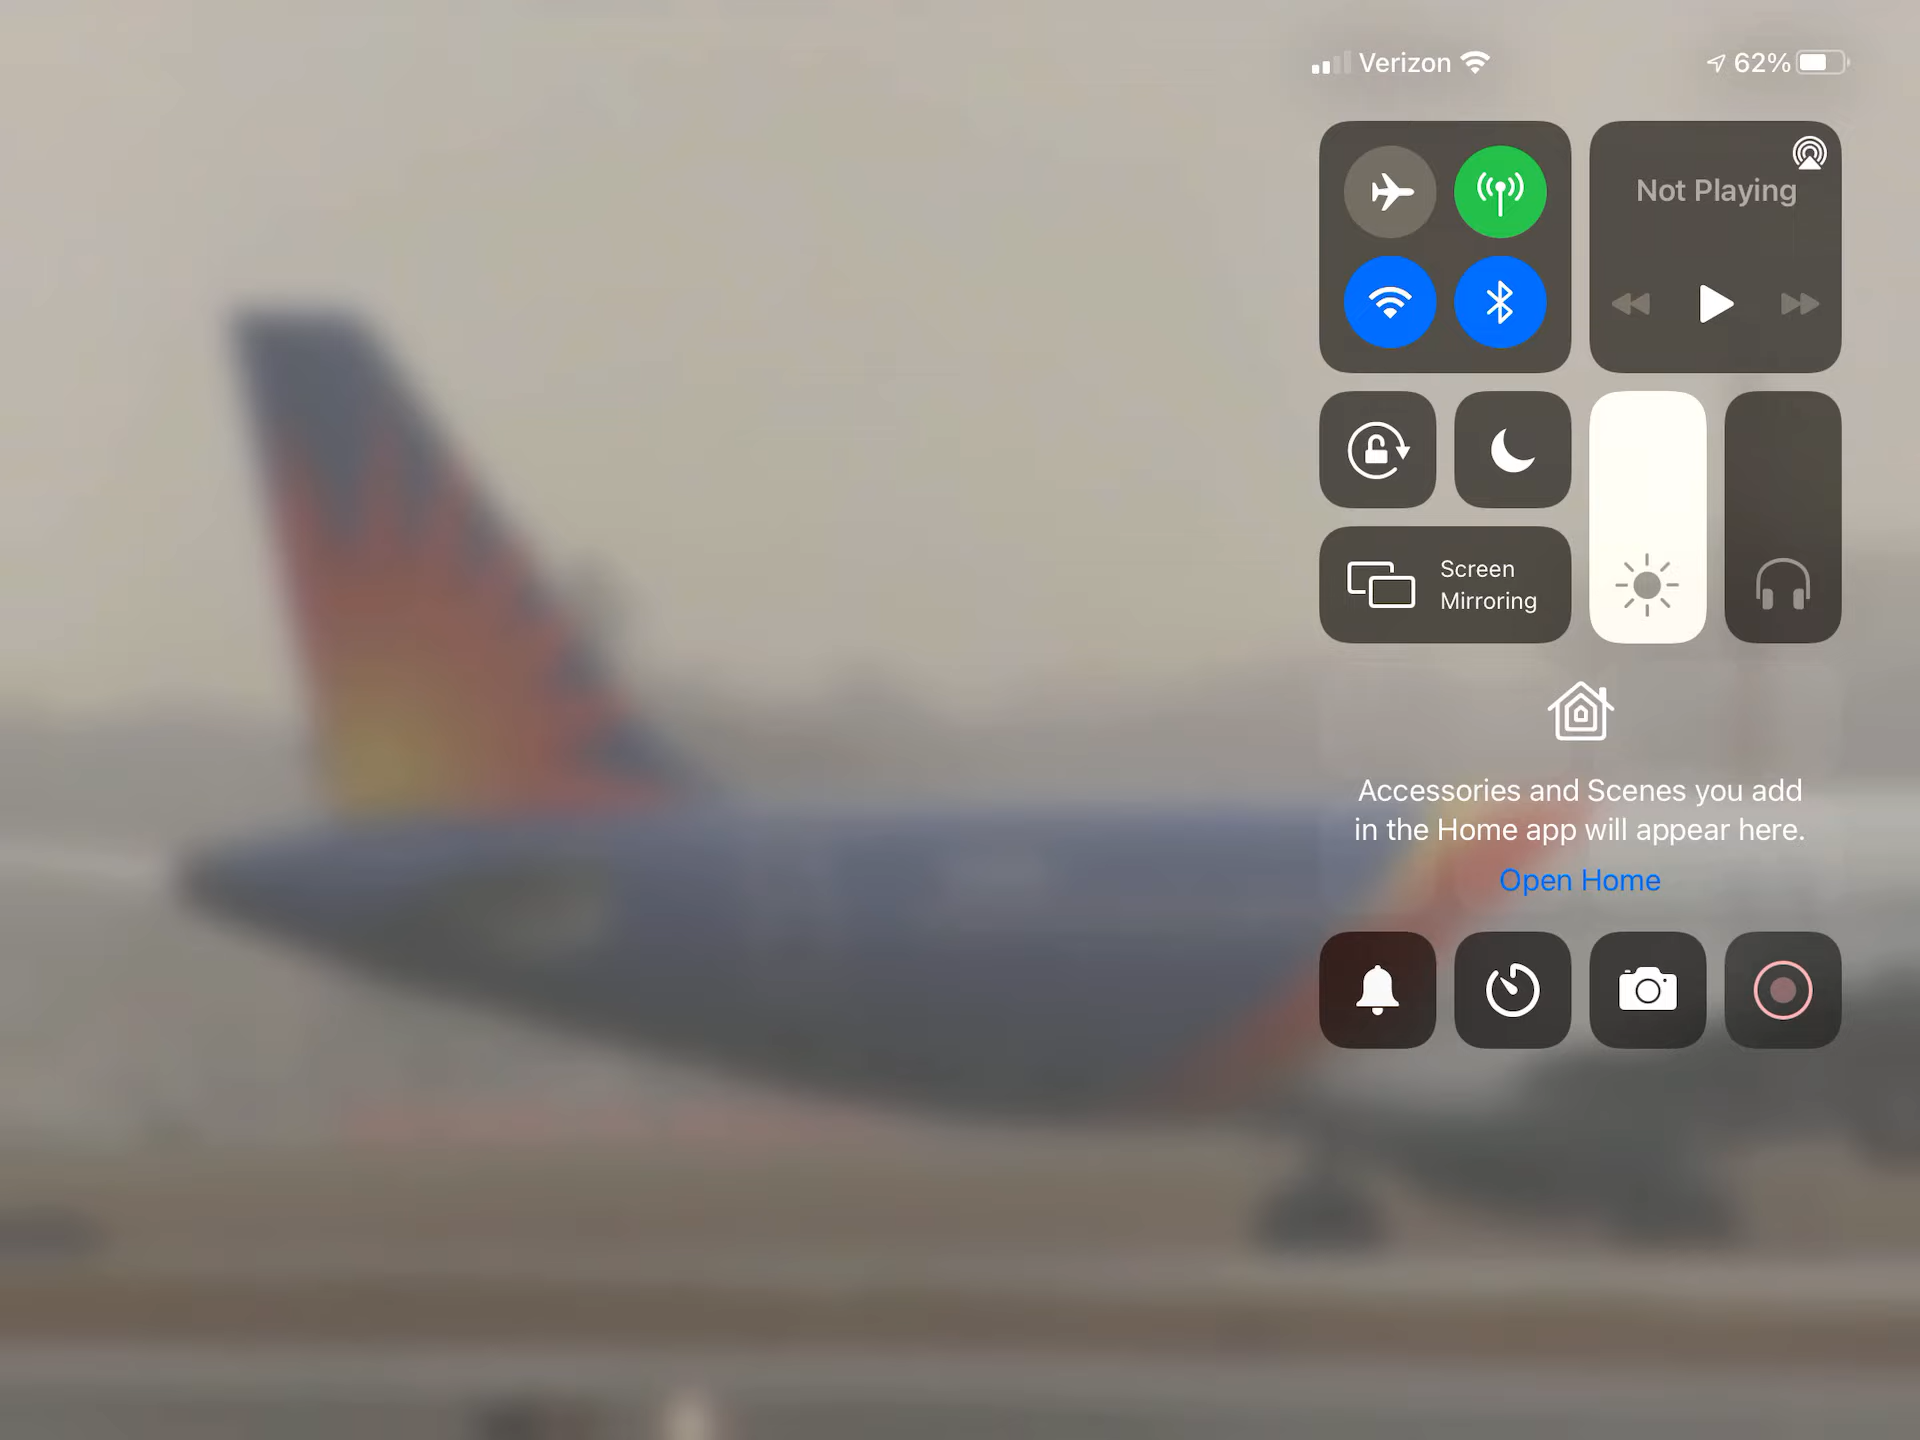 Verizon 62%
Not Playing
Screen
Mirroring
Accessories and Scenes you add
in the Home app will appear here.
Open Home